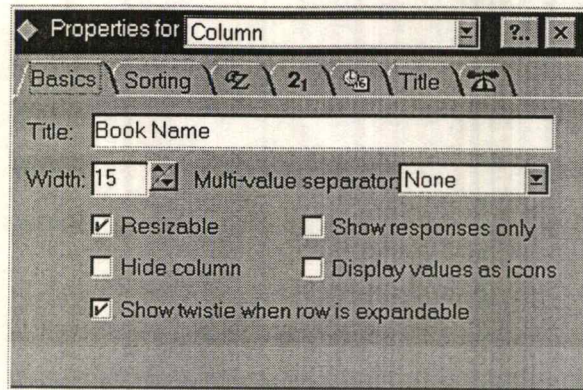 Properties for Column ?..
Basics Sorting 21 Title
Title: Book Name
Width: 15 Multi-value separator None
Resizable Show responses only
Hide column Display values as icons
Show twistie when row is expandable